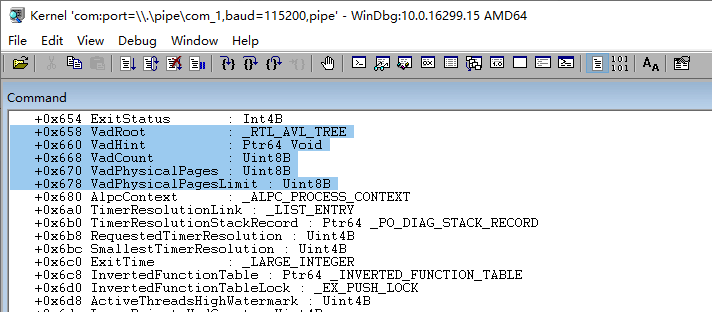 Kernel 'com:port=\\.\pipe\com_1,baud=115200,pipe' - WinDbg:10.0.16299.15 AMD64
File Edit View Debug Window Help
Command
+0x654 ExitStatus : Int4B
+0x658 VadRoot : _RTL_AVL_TREE
+0x660 VadHint : Ptr64 Void
+0x668 VadCount : Uint8B
+0x670 VadPhysicalPages : Uint8B
+0x678 VadPhysicalPagesLimit : Uint8B
+0x680 AlpcContext : _ALPC_PROCESS_CONTEXT
+0x6a0 TimerResolutionLink : _LIST_ENTRY
+0x6b0 TimerResolutionStackRecord : Ptr64 _PO_DIAG_STACK_RECORD
+0x6b8 RequestedTimerResolution : Uint4B
+0x6bc SmallestTimerResolution : Uint4B
+0x6c0 ExitTime : _LARGE_INTEGER
+0x6c8 InvertedFunctionTable : Ptr64 _INVERTED_FUNCTION_TABLE
+0x6d0 InvertedFunctionTableLock : _EX_PUSH_LOCK
+0x6d8 ActiveThreadsHighWatermark : Uint4B